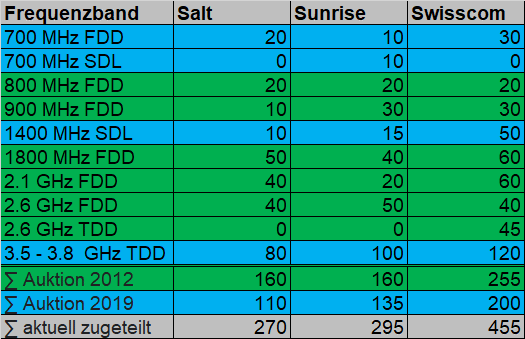 Frequenzband Salt Sunrise Swisscom
700 MHz FDD 20 10 30
700 MHz SDL 0 10 0
800 MHz FDD 20 20 20
900 MHz FDD 10 30 30
1400 MHz SDL 10 15 50
1800 MHz FDD 50 40 60
2.1 GHz FDD 40 20 60
2.6 GHz FDD 40 50 40
2.6 GHz TDD 0 0 45
3.5 - 3.8  GHz TDD 80 100 120
∑ Auktion 2012 160 160 255
∑ Auktion 2019 110 135 200
∑ aktuell zugeteilt 270 295 455